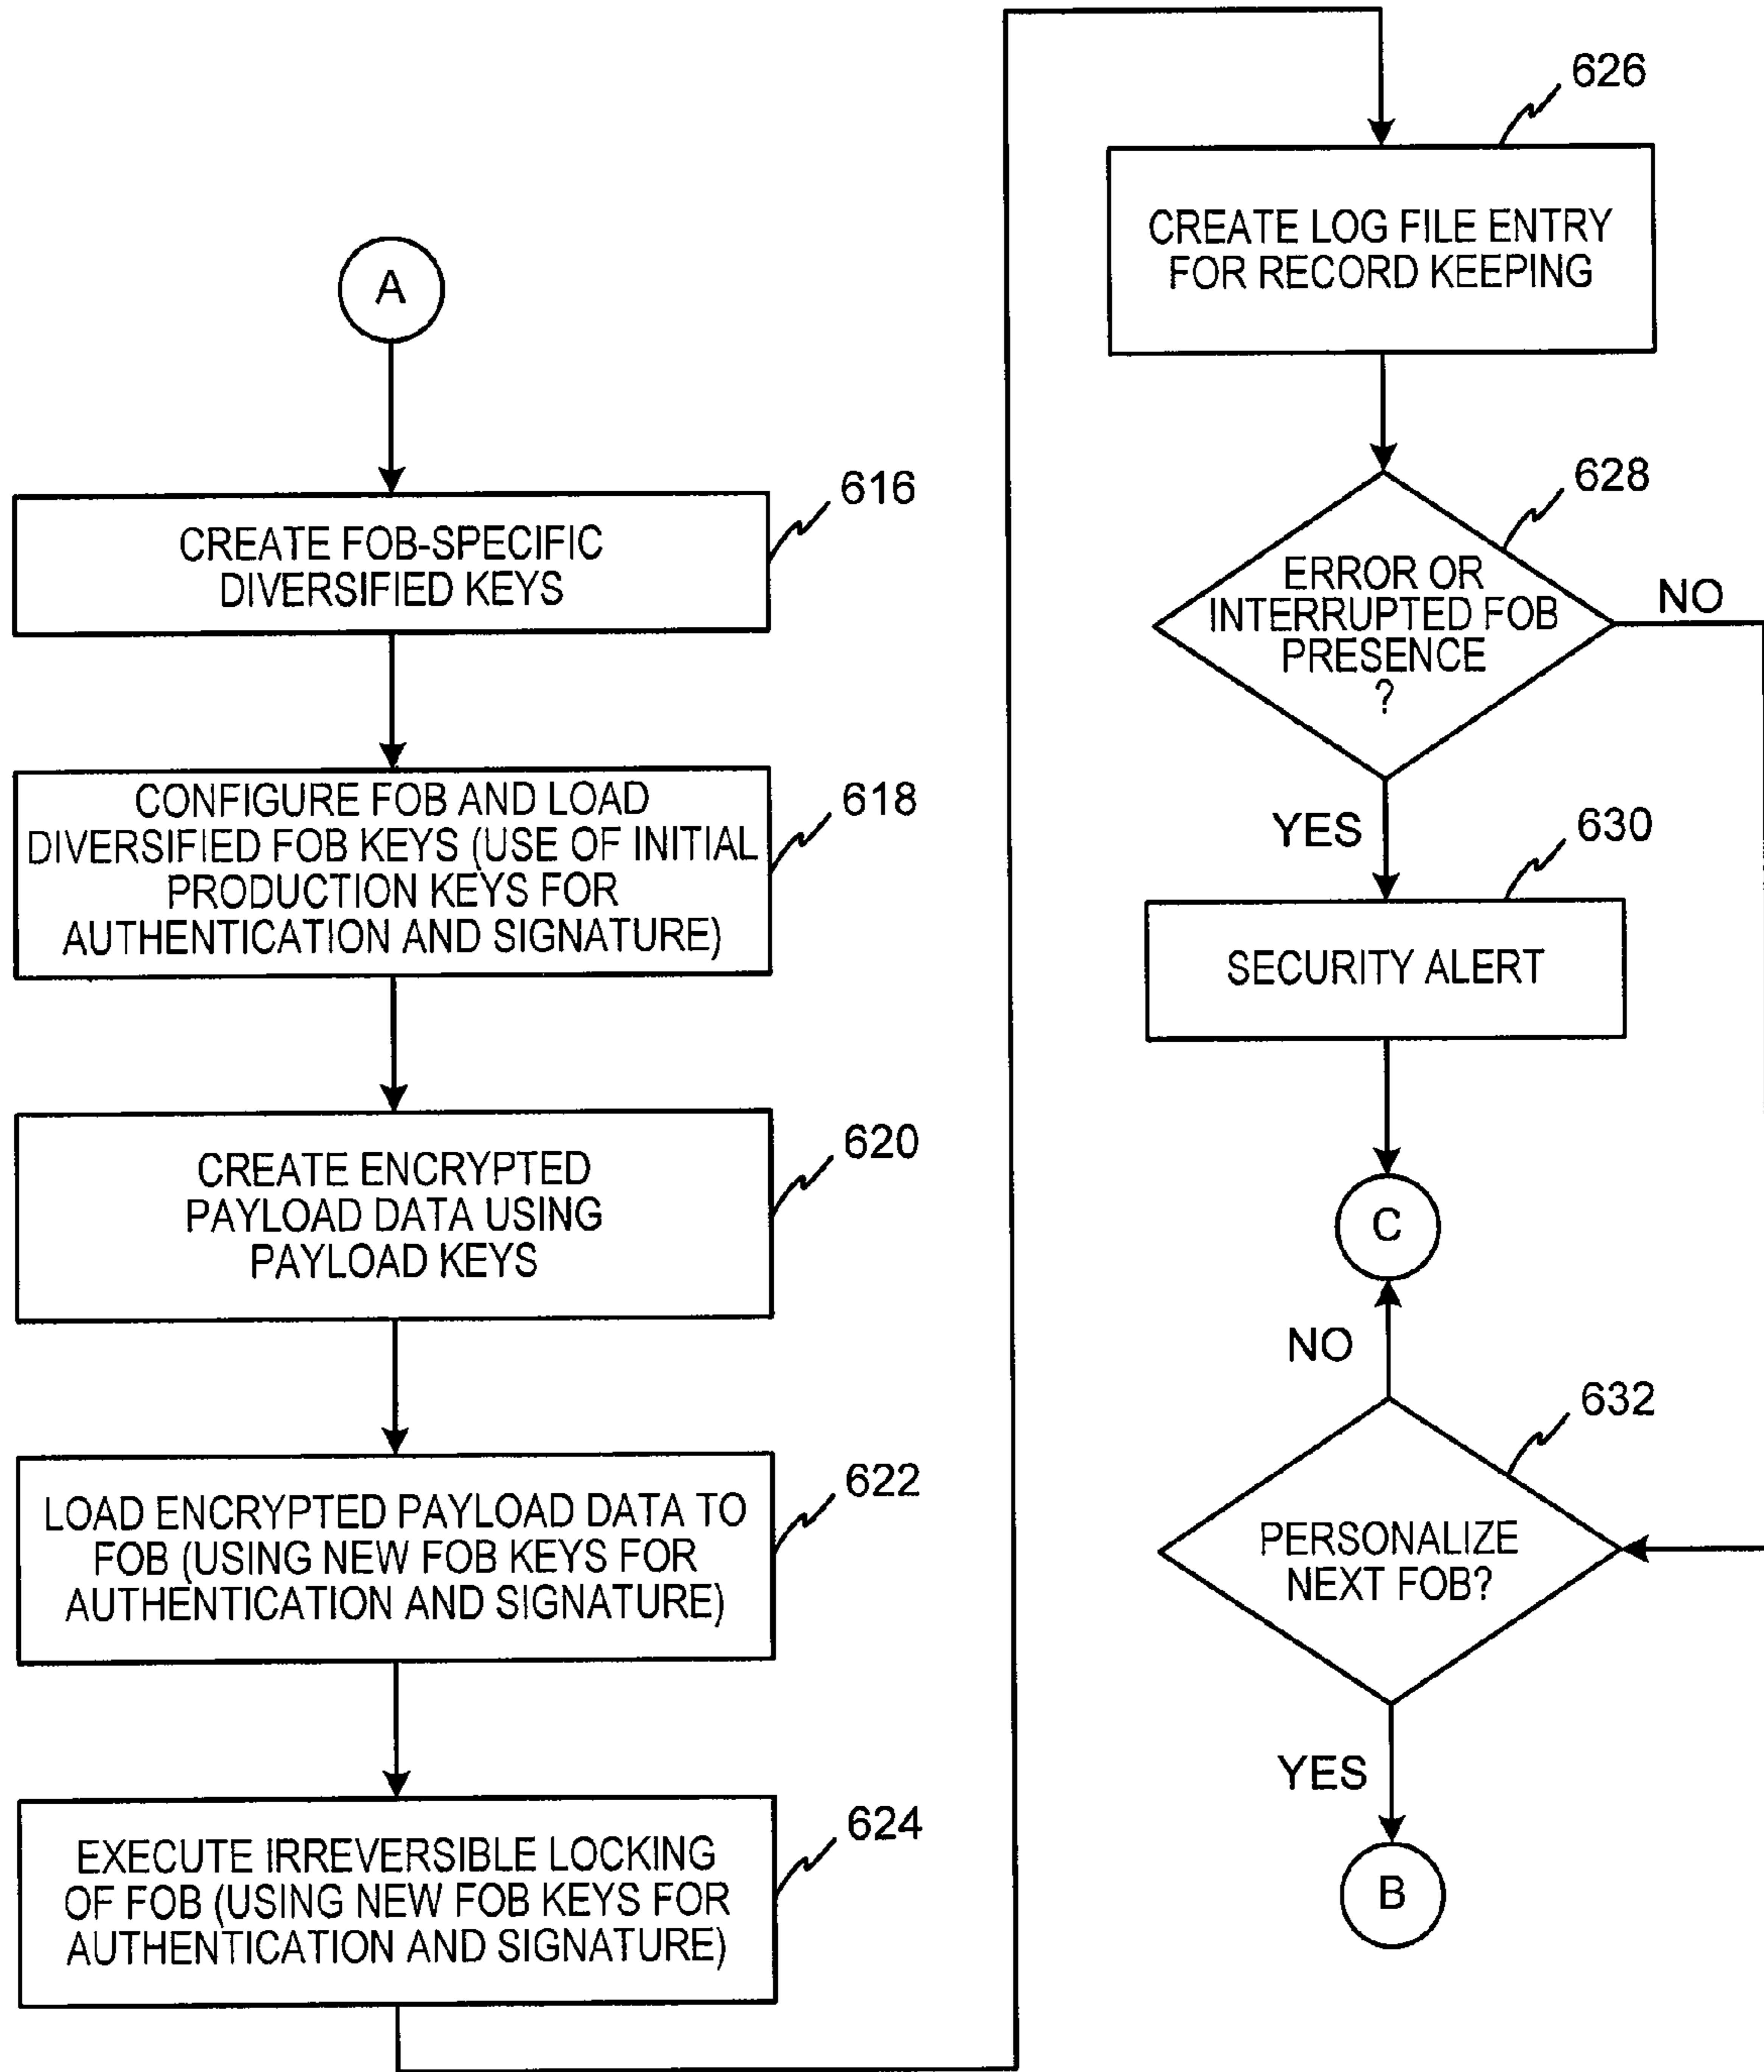 A
616
CREATE FOB-SPECIFIC
DIVERSIFIED KEYS
618
CONFIGURE FOB AND LOAD
DIVERSIFIED FOB KEYS (USE OF INITIAL
PRODUCTION KEYS FOR
AUTHENTICATION AND SIGNATURE)
620
CREATE ENCRYPTED
PAYLOAD DATA USING
PAYLOAD KEYS
622
LOAD ENCRYPTED PAYLOAD DATA TO
FOB (USING NEW FOB KEYS FOR
AUTHENTICATION AND SIGNATURE)
624
EXECUTE IRREVERSIBLE LOCKING
OF FOB (USING NEW FOB KEYS FOR
AUTHENTICATION AND SIGNATURE)
626
CREATE LOG FILE ENTRY
FOR RECORD KEEPING
628
ERROR OR
INTERRUPTED FOB
PRESENCE
?
NO
YES
630
SECURITY ALERT
C
NO
632
PERSONALIZE
NEXT FOB?
YES
B